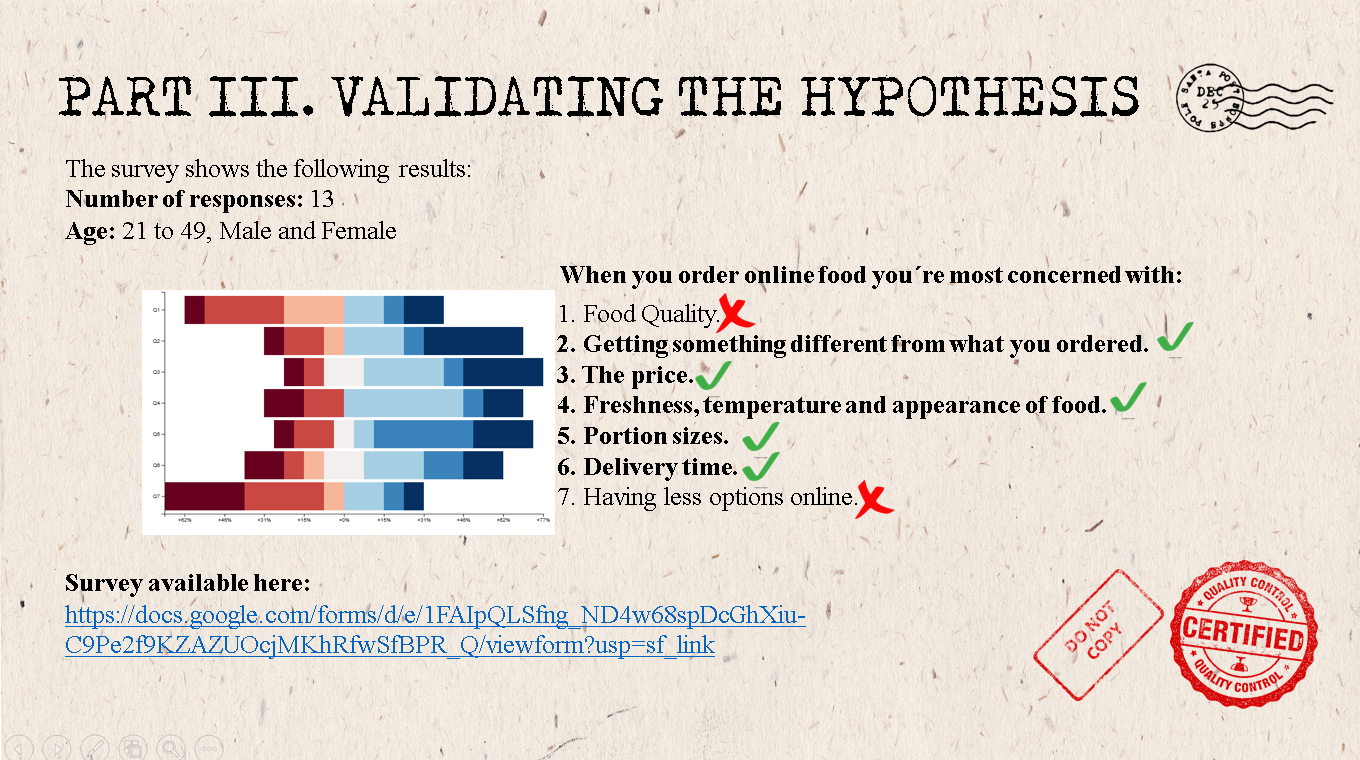 PART III. VALIDATING THE HYPOTHESIS
SANTA POST
DEC
25
NORTH POLE
The survey shows the following results:
Number of responses: 13
Age: 21 to 49, Male and Female
When you order online food you´re most concerned with:
1. Food Quality.
2. Getting something different from what you ordered.
3. The price.
4. Freshness, temperature and appearance of food.
5. Portion sizes.
6. Delivery time.
7. Having less options online.
Q1
Q2
Q3
Q4
Q5
Q6
Q7
+62% +46% +31% +15% +0% +15% +31% +46% +62% +77%
Survey available here:
https://docs.google.com/forms/d/e/1FAIpQLSfng_ND4w68spDcGhXiu-
C9Pe2f9KZAZUOcjMKhRfwSfBPR_Q/viewform?usp=sf_link
DO NOT
COPY
QUALITY CONTROL
CERTIFIED
QUALITY CONTROL